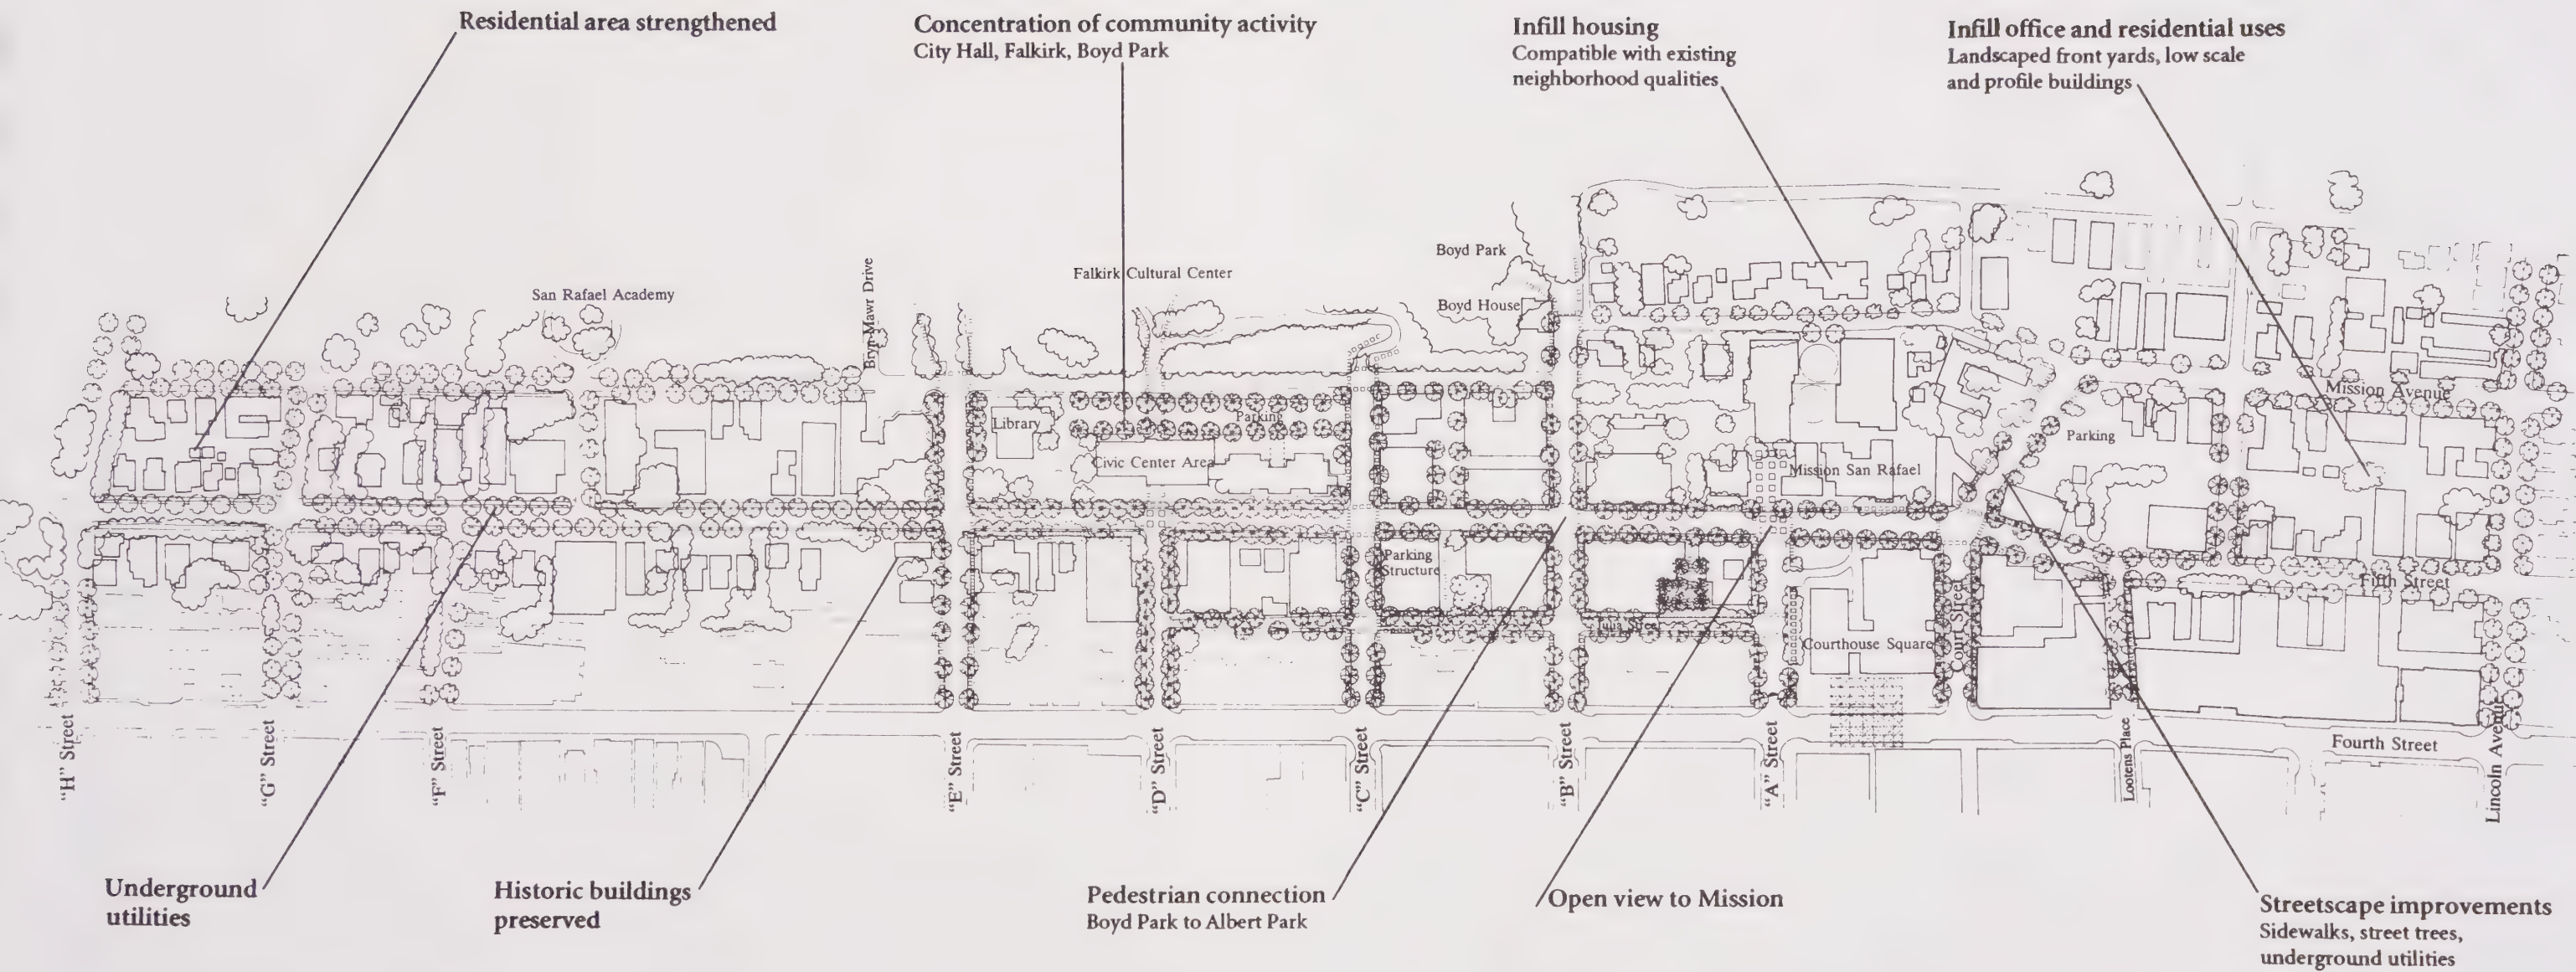 Residential area strengthened
Concentration of community activity
City Hall, Falkirk, Boyd Park
Infill housing
Compatible with existing
neighborhood qualities
Infill office and residential uses
Landscaped front yards, low scale
and profile buildings
San Rafael Academy
Bryn Mawr Drive
Falkirk Cultural Center
Boyd Park
Boyd House
Library
Parking
Civic Center Area
Mission San Rafael
Parking
Mission Avenue
Parking
Structure
Julia Street
Courthouse Square
Court Street
Fifth Street
Fourth Street
"H" Street
"G" Street
"F" Street
"E" Street
"D" Street
"C" Street
"B" Street
"A" Street
Lootens Place
Lincoln Avenue
Underground
utilities
Historic buildings
preserved
Pedestrian connection
Boyd Park to Albert Park
Open view to Mission
Streetscape improvements
Sidewalks, street trees,
underground utilities